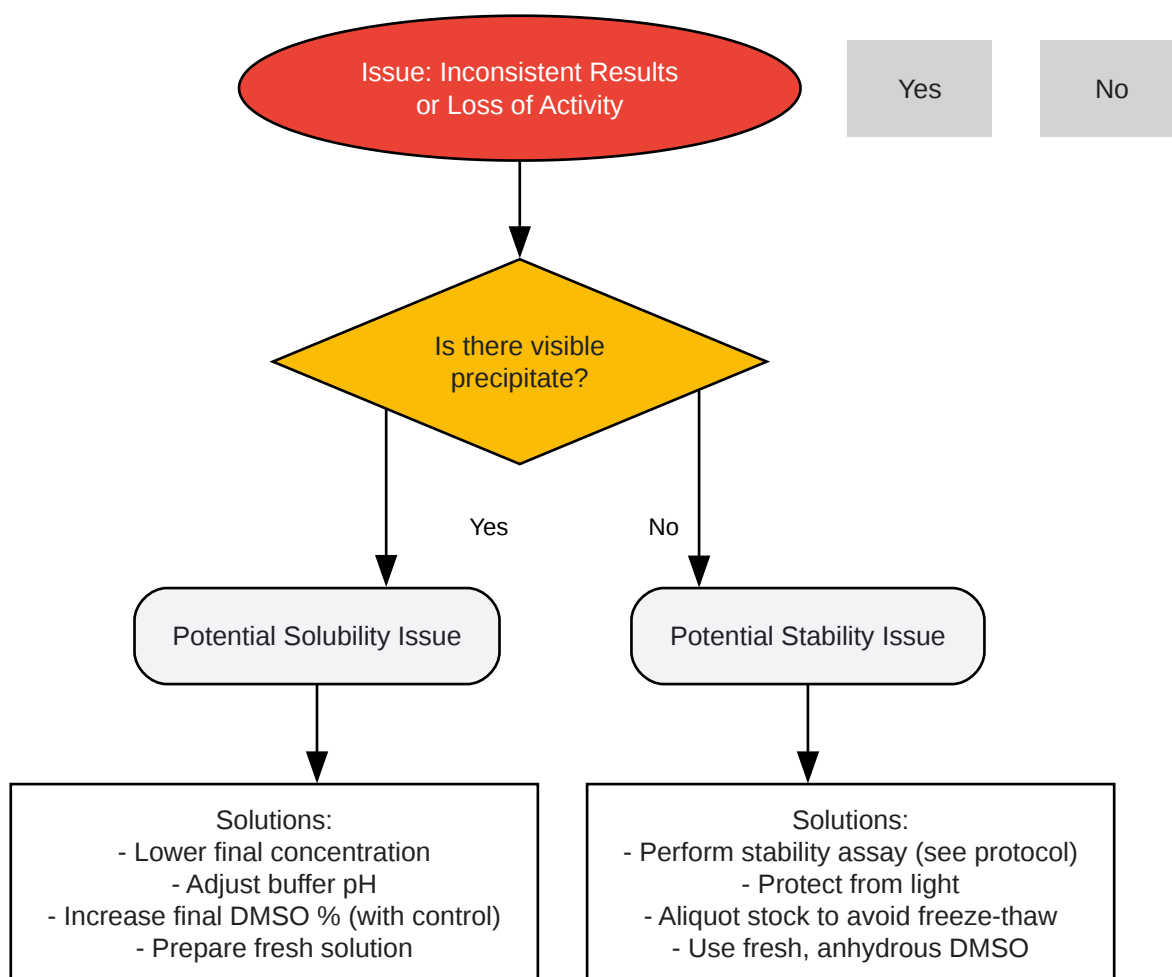 Issue: Inconsistent Results
or Loss of Activity
Yes
No
Is there visible
precipitate?
Yes
No
Potential Solubility Issue
Potential Stability Issue
Solutions:
- Lower final concentration
- Adjust buffer pH
- Increase final DMSO % (with control)
- Prepare fresh solution
Solutions:
- Perform stability assay (see protocol)
- Protect from light
- Aliquot stock to avoid freeze-thaw
- Use fresh, anhydrous DMSO